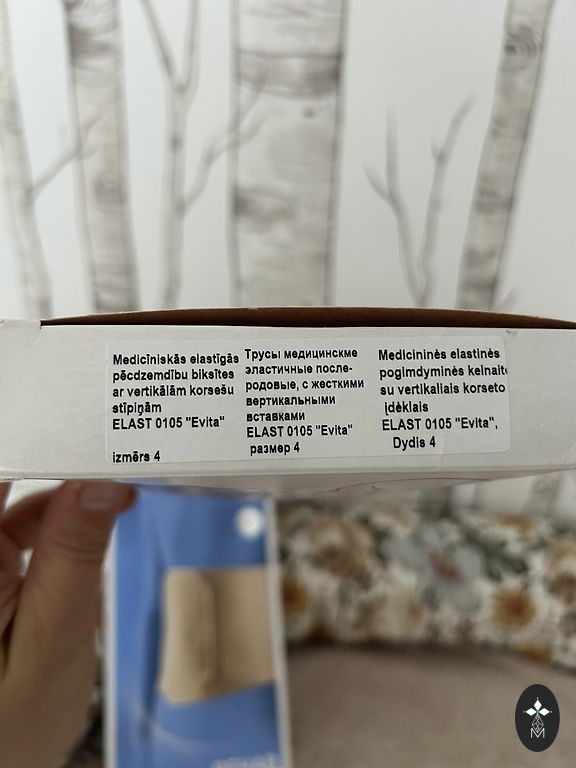 Medicīniskās elastīgās
pēcdzemdību biksītes
ar vertikālām korsešu
stīpiņām
ELAST 0105 "Evita"
izmērs 4
Трусы медицинскме
эластичные после-
родовые, с жесткими
вертикальными
вставками
ELAST 0105 "Evita"
размер 4
Medicininės elastinės
pogimdyminės kelnait
su vertikaliais korseto
įdėklais
ELAST 0105 "Evita",
Dydis 4
M